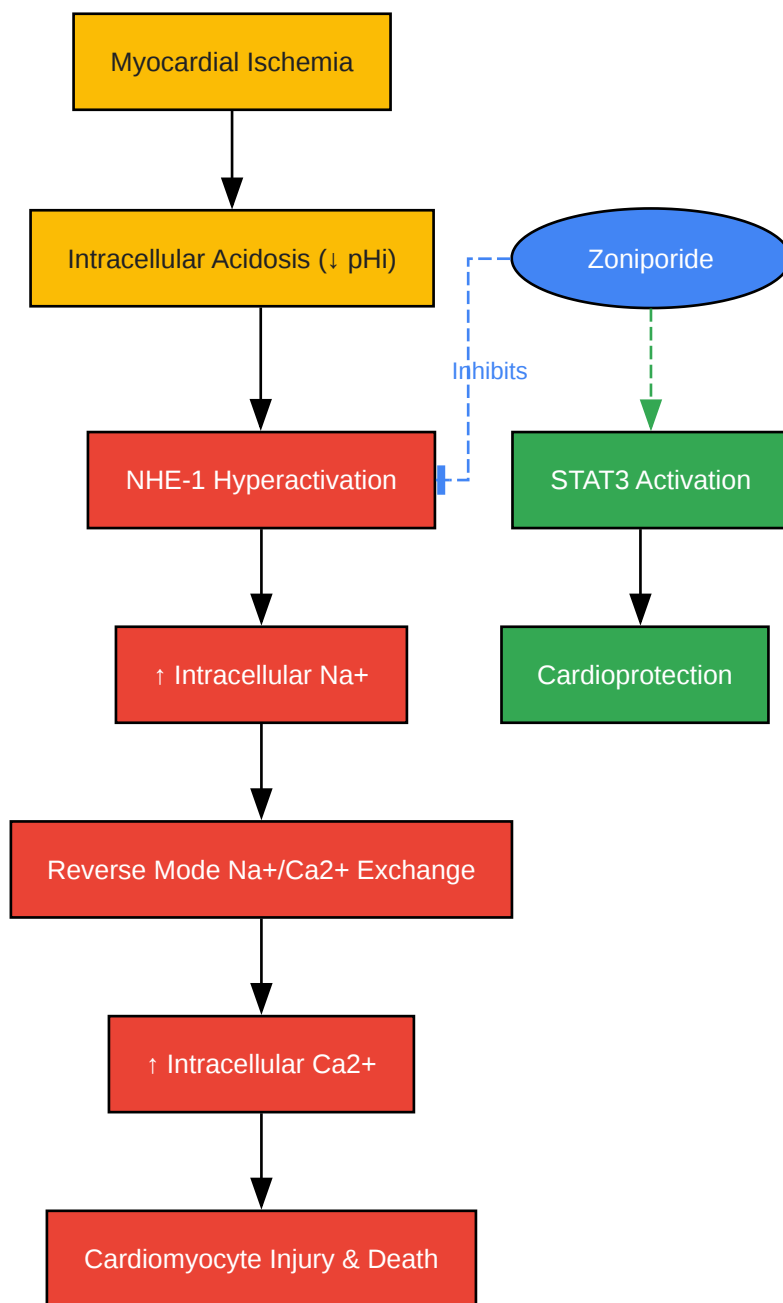 Myocardial Ischemia
Intracellular Acidosis (↓ pHi)
Zoniporide
Inhibits
NHE-1 Hyperactivation
STAT3 Activation
↑ Intracellular Na+
Cardioprotection
Reverse Mode Na+/Ca2+ Exchange
↑ Intracellular Ca2+
Cardiomyocyte Injury & Death